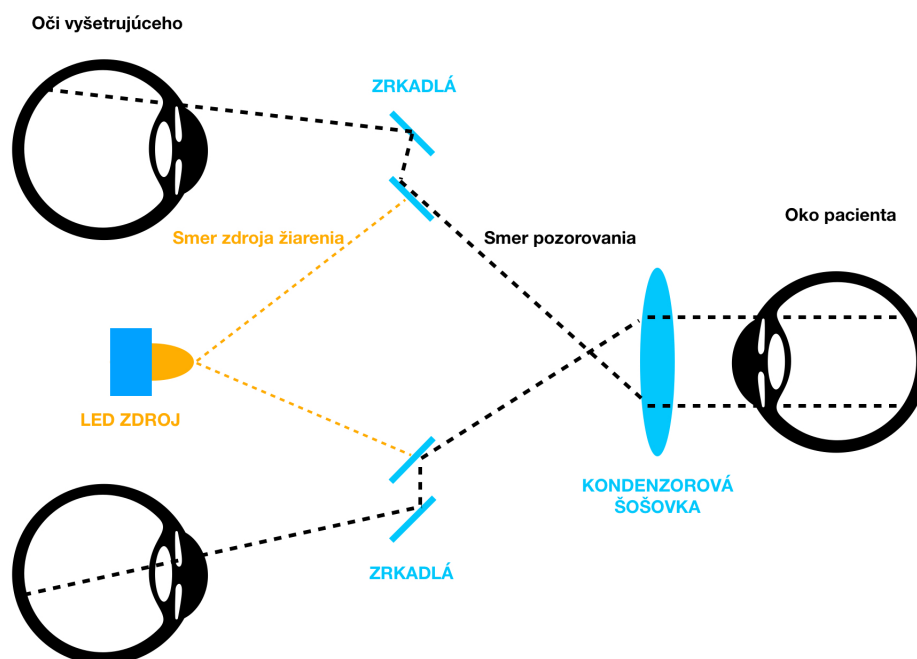 Oči vyšetrujúceho
ZRKADLÁ
Oko pacienta
Smer zdroja žiarenia
Smer pozorovania
LED ZDROJ
KONDENZOROVÁ
ŠOŠOVKA
ZRKADLÁ